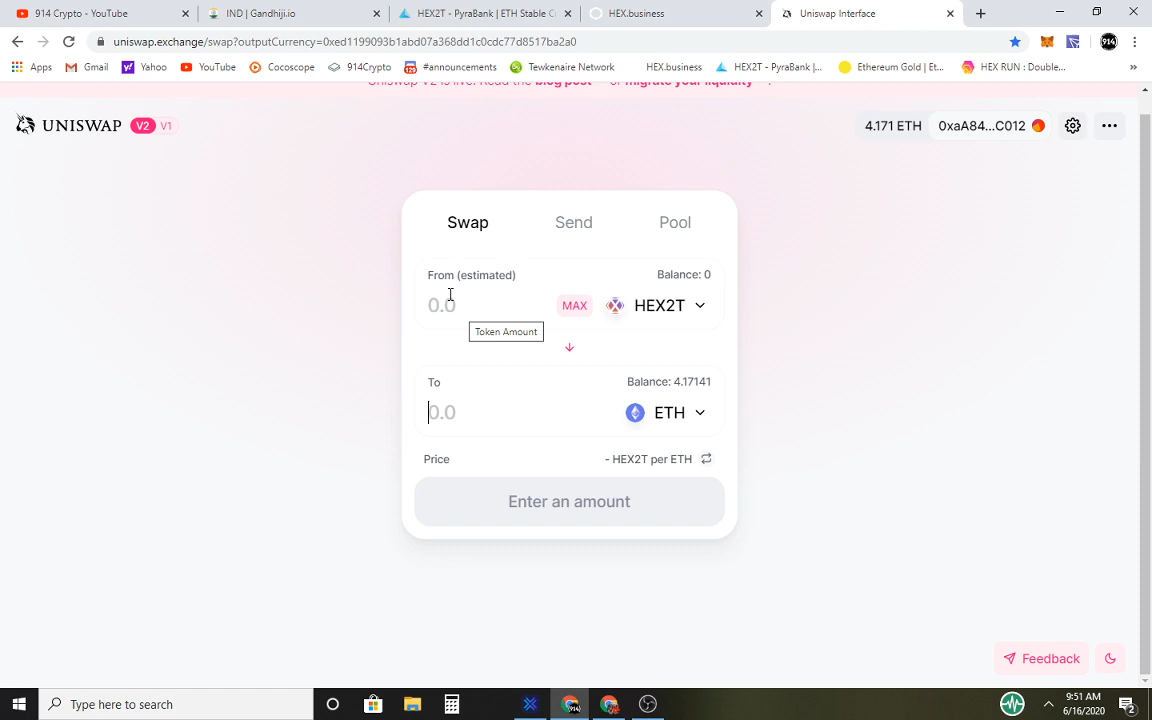 914 Crypto - YouTube
IND | Gandhiji.io
HEX2T - PyraBank | ETH Stable C
HEX.business
Uniswap Interface
uniswap.exchange/swap?outputCurrency=0xed1199093b1abd07a368dd1c0cdc77d8517ba2a0
914
Apps
Gmail
Yahoo
YouTube
Cocoscope
914Crypto
#announcements
Tewkenaire Network
HEX.business
HEX2T - PyraBank |...
Ethereum Gold | Et...
HEX RUN : Double...
»
Uniswap V2 is live! Read the blog post or migrate your liquidity
UNISWAP V2 V1
4.171 ETH 0xaA84...C012
Swap Send Pool
From (estimated) Balance: 0
0.0 MAX HEX2T
Token Amount
To Balance: 4.17141
0.0 ETH
Price - HEX2T per ETH
Enter an amount
Feedback
Type here to search
9:51 AM
6/16/2020
2